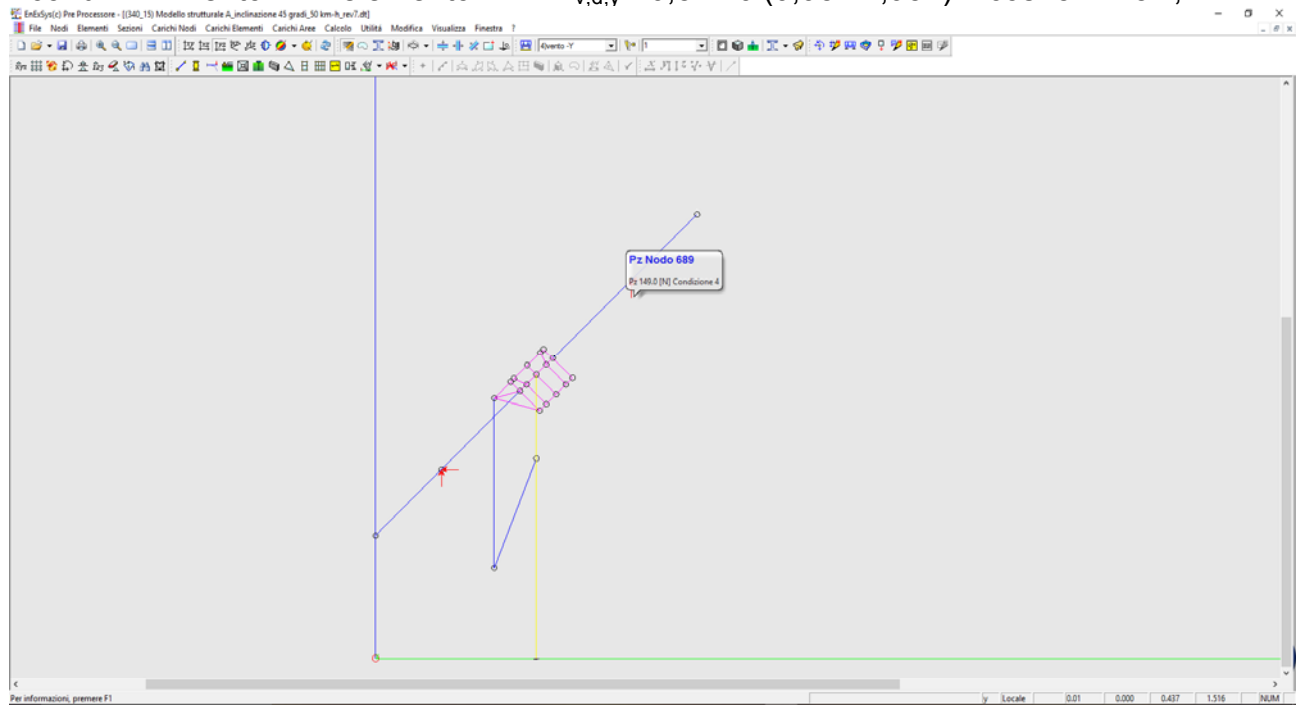 EnExSys(c) Pre Processore - [(340_15) Modello strutturale A_inclinazione 45 gradi_50 km-h_rev7.dt]
File Nodi Elementi Sezioni Carichi Nodi Carichi Elementi Carichi Aree Calcolo Utilità Modifica Visualizza Finestra ?
4)vento -Y 1
Pz Nodo 689
Pz 149.0 [N] Condizione 4
Per informazioni, premere F1 y Locale 0.01 0.000 0.437 1.516 NUM